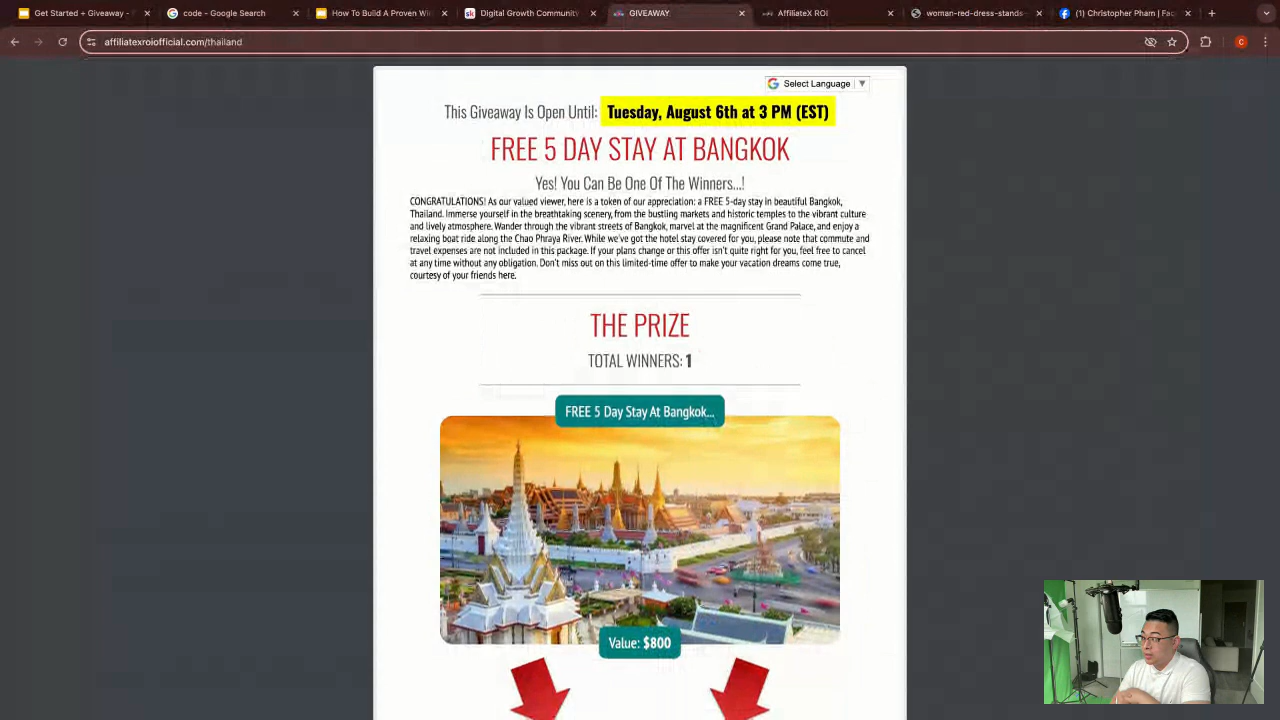 Get Started - Google
code - Google Search
How To Build A Proven Wi
Digital Growth Community
GIVEAWAY
AffiliateX ROI
woman-red-dress-stands
(1) Christopher Pham | Fac
affiliatexroiofficial.com/thailand
C
G Select Language ▼
This Giveaway Is Open Until: Tuesday, August 6th at 3 PM (EST)
FREE 5 DAY STAY AT BANGKOK
Yes! You Can Be One Of The Winners...!
CONGRATULATIONS! As our valued viewer, here is a token of our appreciation: a FREE 5-day stay in beautiful Bangkok,
Thailand. Immerse yourself in the breathtaking scenery, from the bustling markets and historic temples to the vibrant culture
and lively atmosphere. Wander through the vibrant streets of Bangkok, marvel at the magnificent Grand Palace, and enjoy a
relaxing boat ride along the Chao Phraya River. While we've got the hotel stay covered for you, please note that commute and
travel expenses are not included in this package. If your plans change or this offer isn't quite right for you, feel free to cancel
at any time without any obligation. Don't miss out on this limited-time offer to make your vacation dreams come true,
courtesy of your friends here.
THE PRIZE
TOTAL WINNERS: 1
FREE 5 Day Stay At Bangkok...
Value: $800